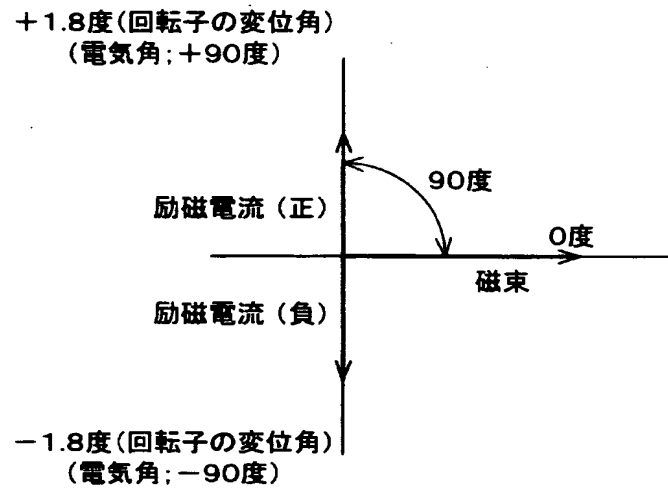 +1.8度(回転子の変位角)
(電気角;+90度)
90度
励磁電流(正)
0度
磁束
励磁電流(負)
-1.8度(回転子の変位角)
(電気角;-90度)